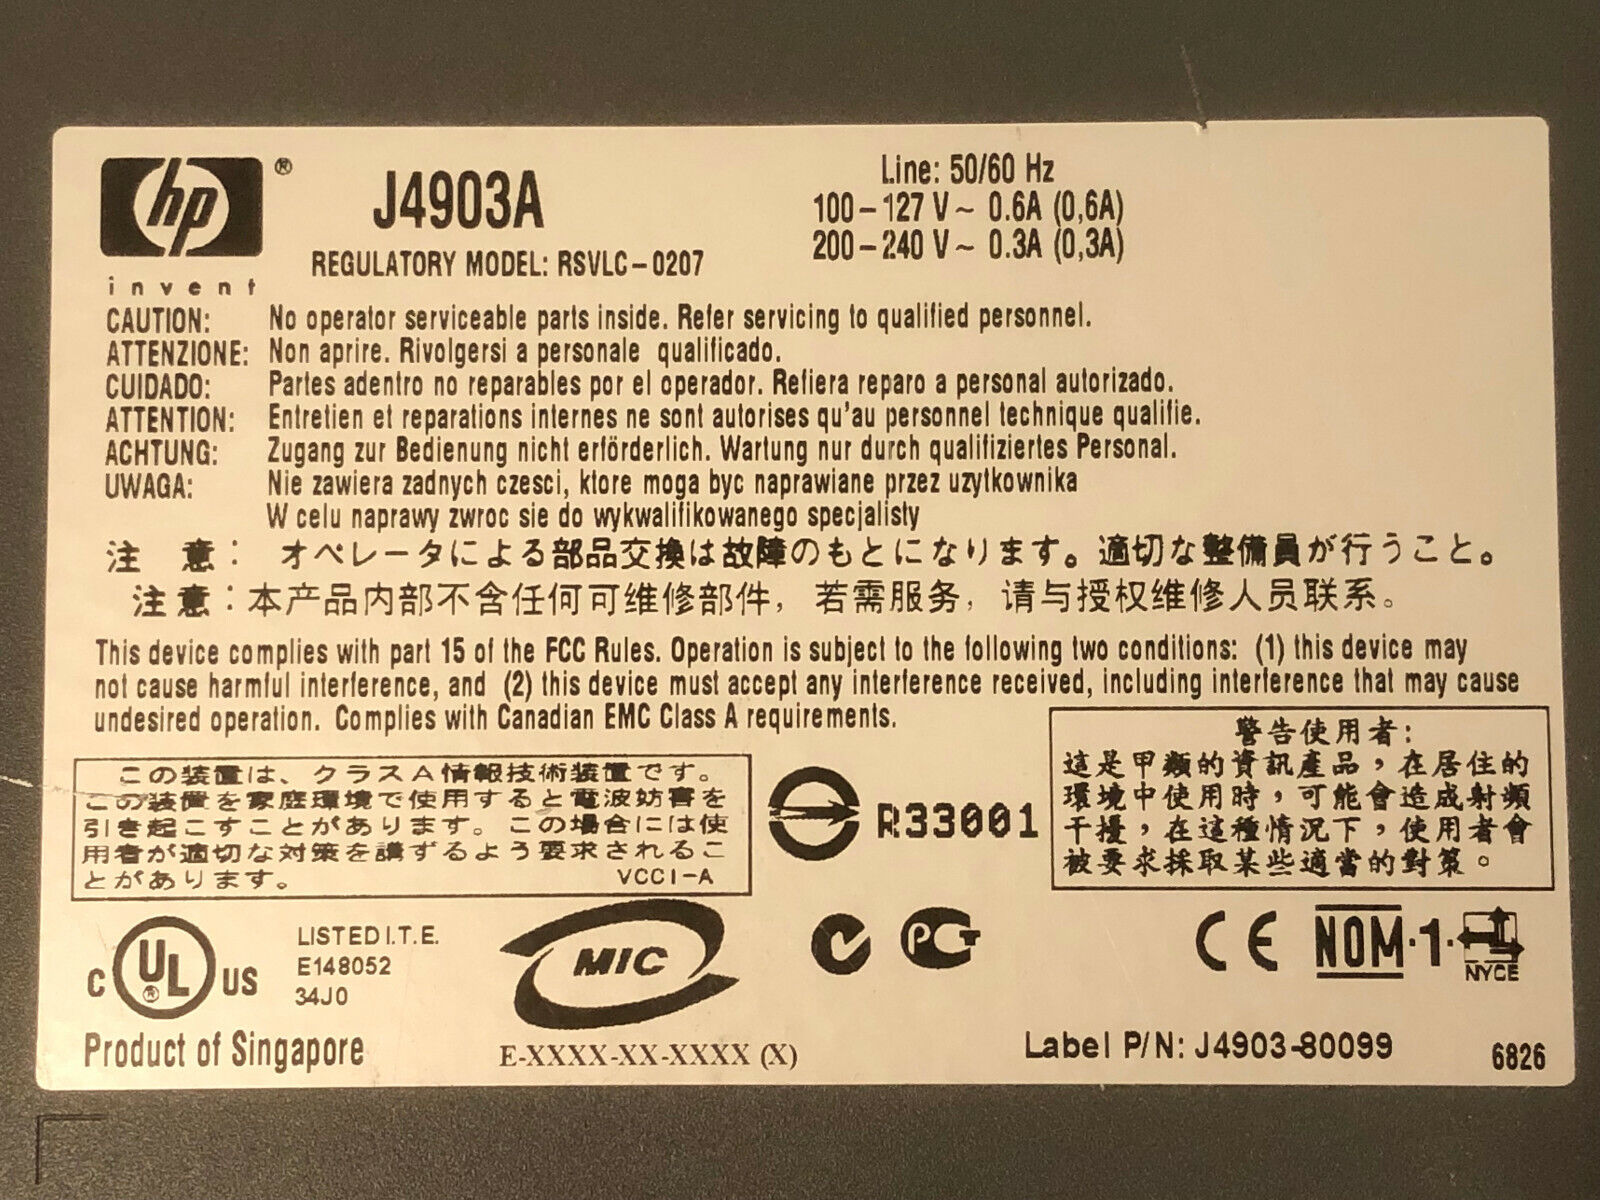 hp ®
invent
J4903A
REGULATORY MODEL: RSVLC-0207
Line: 50/60 Hz
100-127 V~ 0.6A (0,6A)
200-240 V~ 0.3A (0,3A)
CAUTION: No operator serviceable parts inside. Refer servicing to qualified personnel.
ATTENZIONE: Non aprire. Rivolgersi a personale qualificado.
CUIDADO: Partes adentro no reparables por el operador. Refiera reparo a personal autorizado.
ATTENTION: Entretien et reparations internes ne sont autorises qu'au personnel technique qualifie.
ACHTUNG: Zugang zur Bedienung nicht erförderlich. Wartung nur durch qualifiziertes Personal.
UWAGA: Nie zawiera zadnych czesci, ktore moga byc naprawiane przez uzytkownika
W celu naprawy zwroc sie do wykwalifikowanego specjalisty
注 意: オペレータによる部品交換は故障のもとになります。適切な整備員が行うこと。
注意:本产品内部不含任何可维修部件，若需服务，请与授权维修人员联系。
This device complies with part 15 of the FCC Rules. Operation is subject to the following two conditions: (1) this device may
not cause harmful interference, and (2) this device must accept any interference received, including interference that may cause
undesired operation. Complies with Canadian EMC Class A requirements.
この装置は、クラスA情報技術装置です。
この装置を家庭環境で使用すると電波妨害を
引き起こすことがあります。この場合には使
用者が適切な対策を講ずるよう要求されるこ
とがあります。 VCCI-A
R33001
警告使用者:
這是甲類的資訊產品，在居住的
環境中使用時，可能會造成射頻
干擾，在這種情況下，使用者會
被要求採取某些適當的對策。
C UL ® US
LISTED I.T.E.
E148052
34J0
MIC
E-XXXX-XX-XXXX (X)
PCT
CE
NOM-1-
NYCE
Product of Singapore
Label P/N: J4903-80099
6826